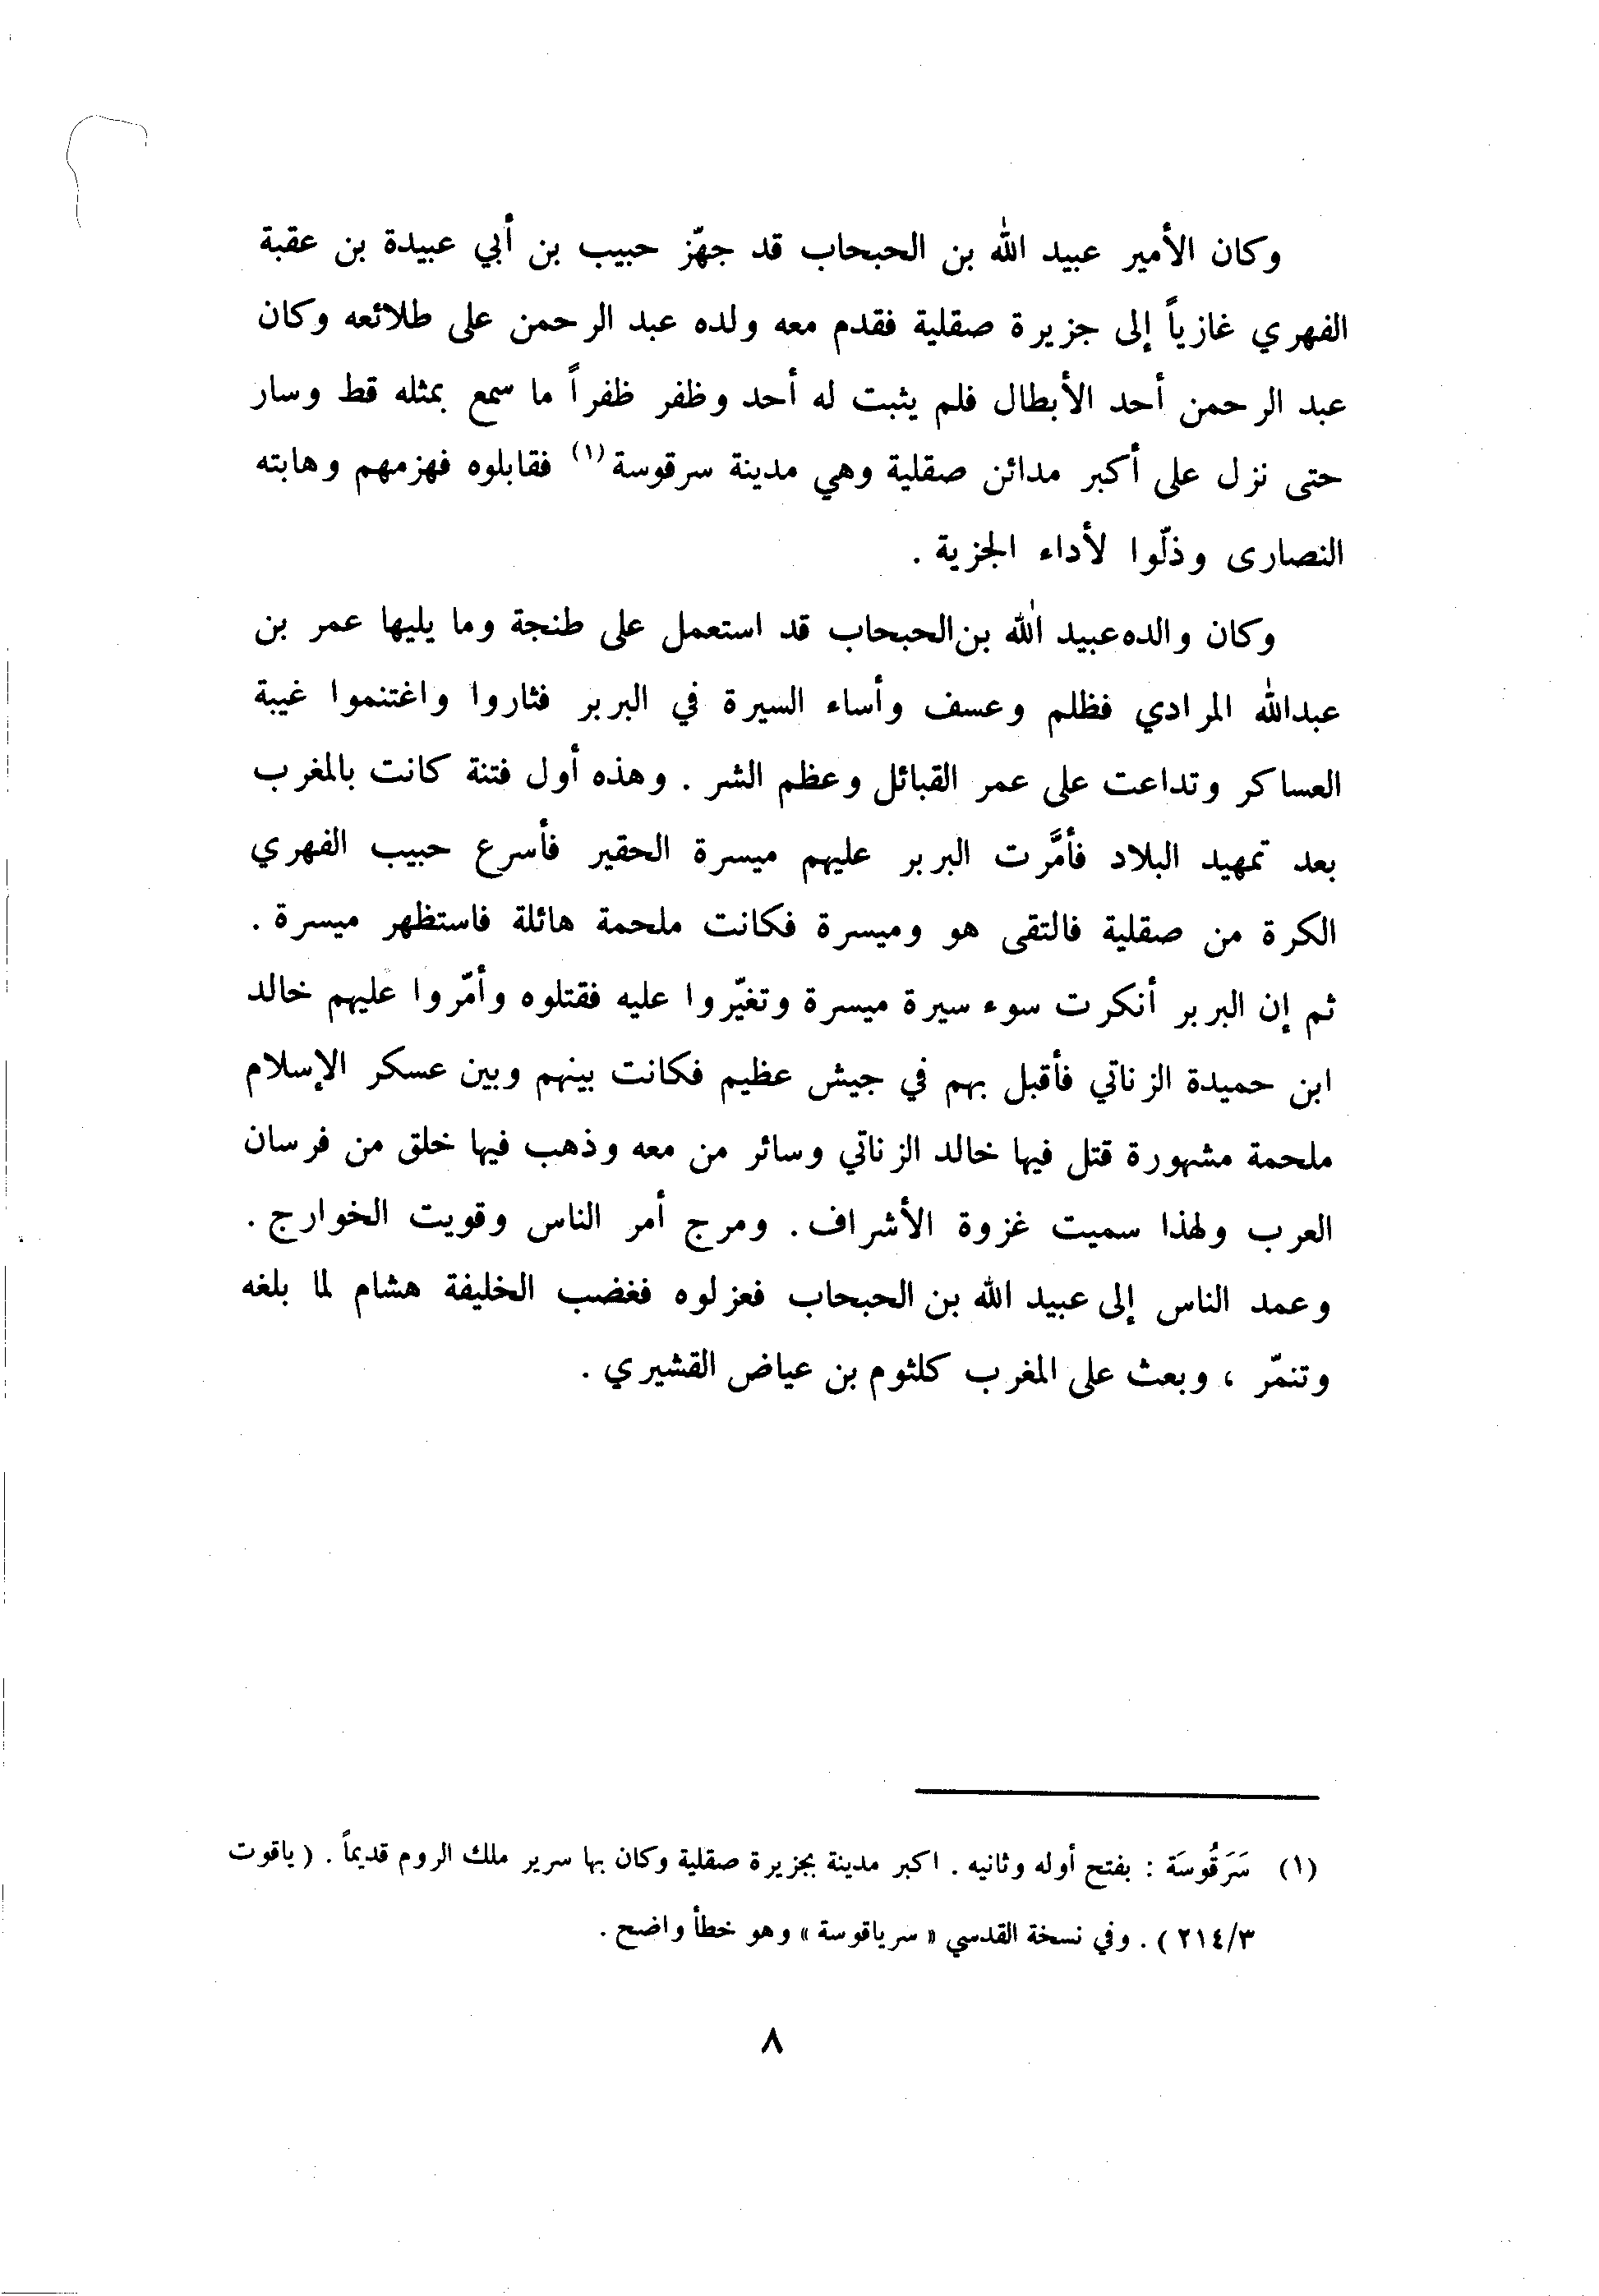 وكان الأمير عبيد الله بن الحبحاب قد جهّز حبيب بن أبي عبيدة بن عقبة
الفهري غازياً إلى جزيرة صقلية فقدم معه ولده عبد الرحمن على طلائعه وكان
عبد الرحمن أحد الأبطال فلم يثبت له أحد وظفر ظفراً ما سمع بمثله قط وسار
حتى نزل على أكبر مدائن صقلية وهي مدينة سرقوسة(١) فقابلوه فهزمهم وهابته
النصارى وذلّوا لأداء الجزية .
وكان والده عبيد الله بن الحبحاب قد استعمل على طنجة وما يليها عمر بن
عبدالله المرادي فظلم وعسف وأساء السيرة في البربر فثاروا واغتنموا غيبة
العساكر وتداعت على عمر القبائل وعظم الشر . وهذه أول فتنة كانت بالمغرب
بعد تمهيد البلاد فأمَّرت البربر عليهم ميسرة الحقير فأسرع حبيب الفهري
الكرة من صقلية فالتقى هو وميسرة فكانت ملحمة هائلة فاستظهر ميسرة .
ثم إن البربر أنكرت سوء سيرة ميسرة وتغيّروا عليه فقتلوه وأمّروا عليهم خالد
ابن حميدة الزناتي فأقبل بهم في جيش عظيم فكانت بينهم وبين عسكر الإسلام
ملحمة مشهورة قتل فيها خالد الزناتي وسائر من معه وذهب فيها خلق من فرسان
العرب ولهذا سميت غزوة الأشراف . ومرج أمر الناس وقويت الخوارج .
وعمد الناس إلى عبيد الله بن الحبحاب فعزلوه فغضب الخليفة هشام لما بلغه
وتنمّر ، وبعث على المغرب كلثوم بن عياض القشيري .
(١) سَرَقُوسَة : بفتح أوله وثانيه . اكبر مدينة بجزيرة صقلية وكان بها سرير ملك الروم قديماً . ( ياقوت
٢١٤/٣ ) . وفي نسخة القدسي « سرياقوسة » وهو خطأ واضح .
٨